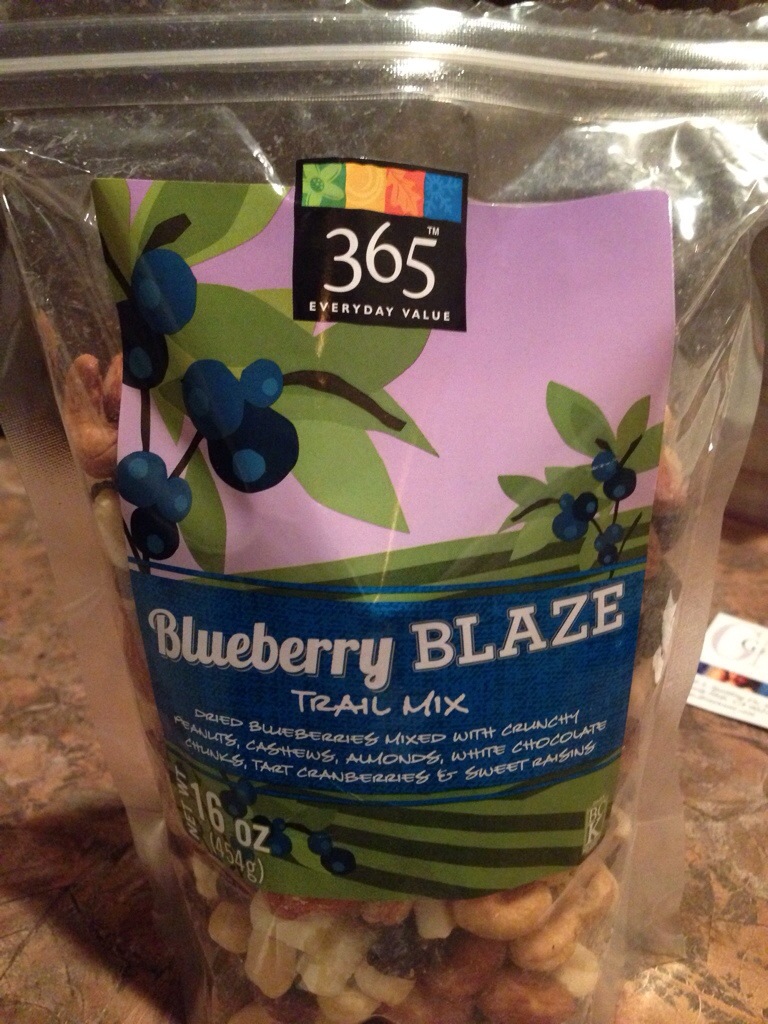 365™
EVERYDAY VALUE
Blueberry BLAZE
TRAIL MIX
DRIED BLUEBERRIES MIXED WITH CRUNCHY
PEANUTS, CASHEWS, ALMONDS, WHITE CHOCOLATE
CHUNKS, TART CRANBERRIES & SWEET RAISINS
NET WT
16 oz
(454g)